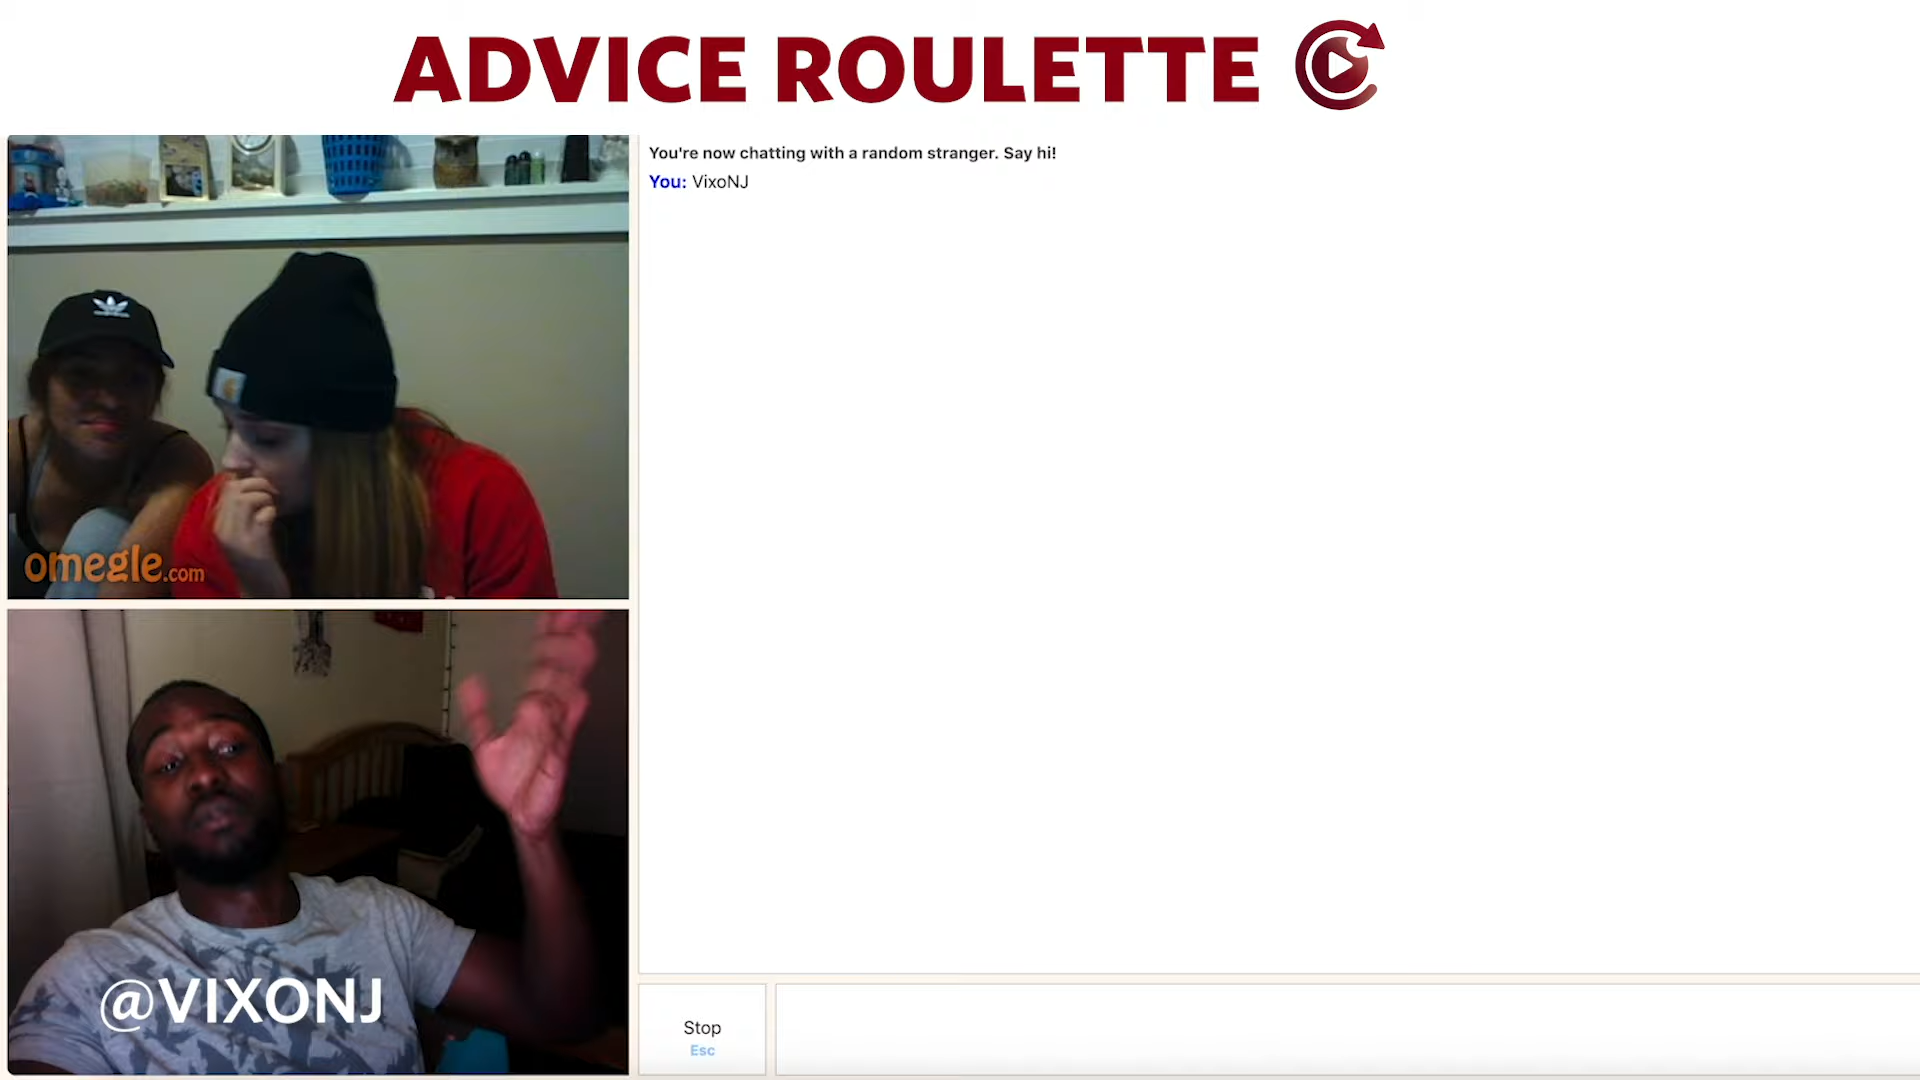 ADVICE ROULETTE
You're now chatting with a random stranger. Say hi!
You: VixoNJ
omegle.com
@VIXONJ
Stop
Esc